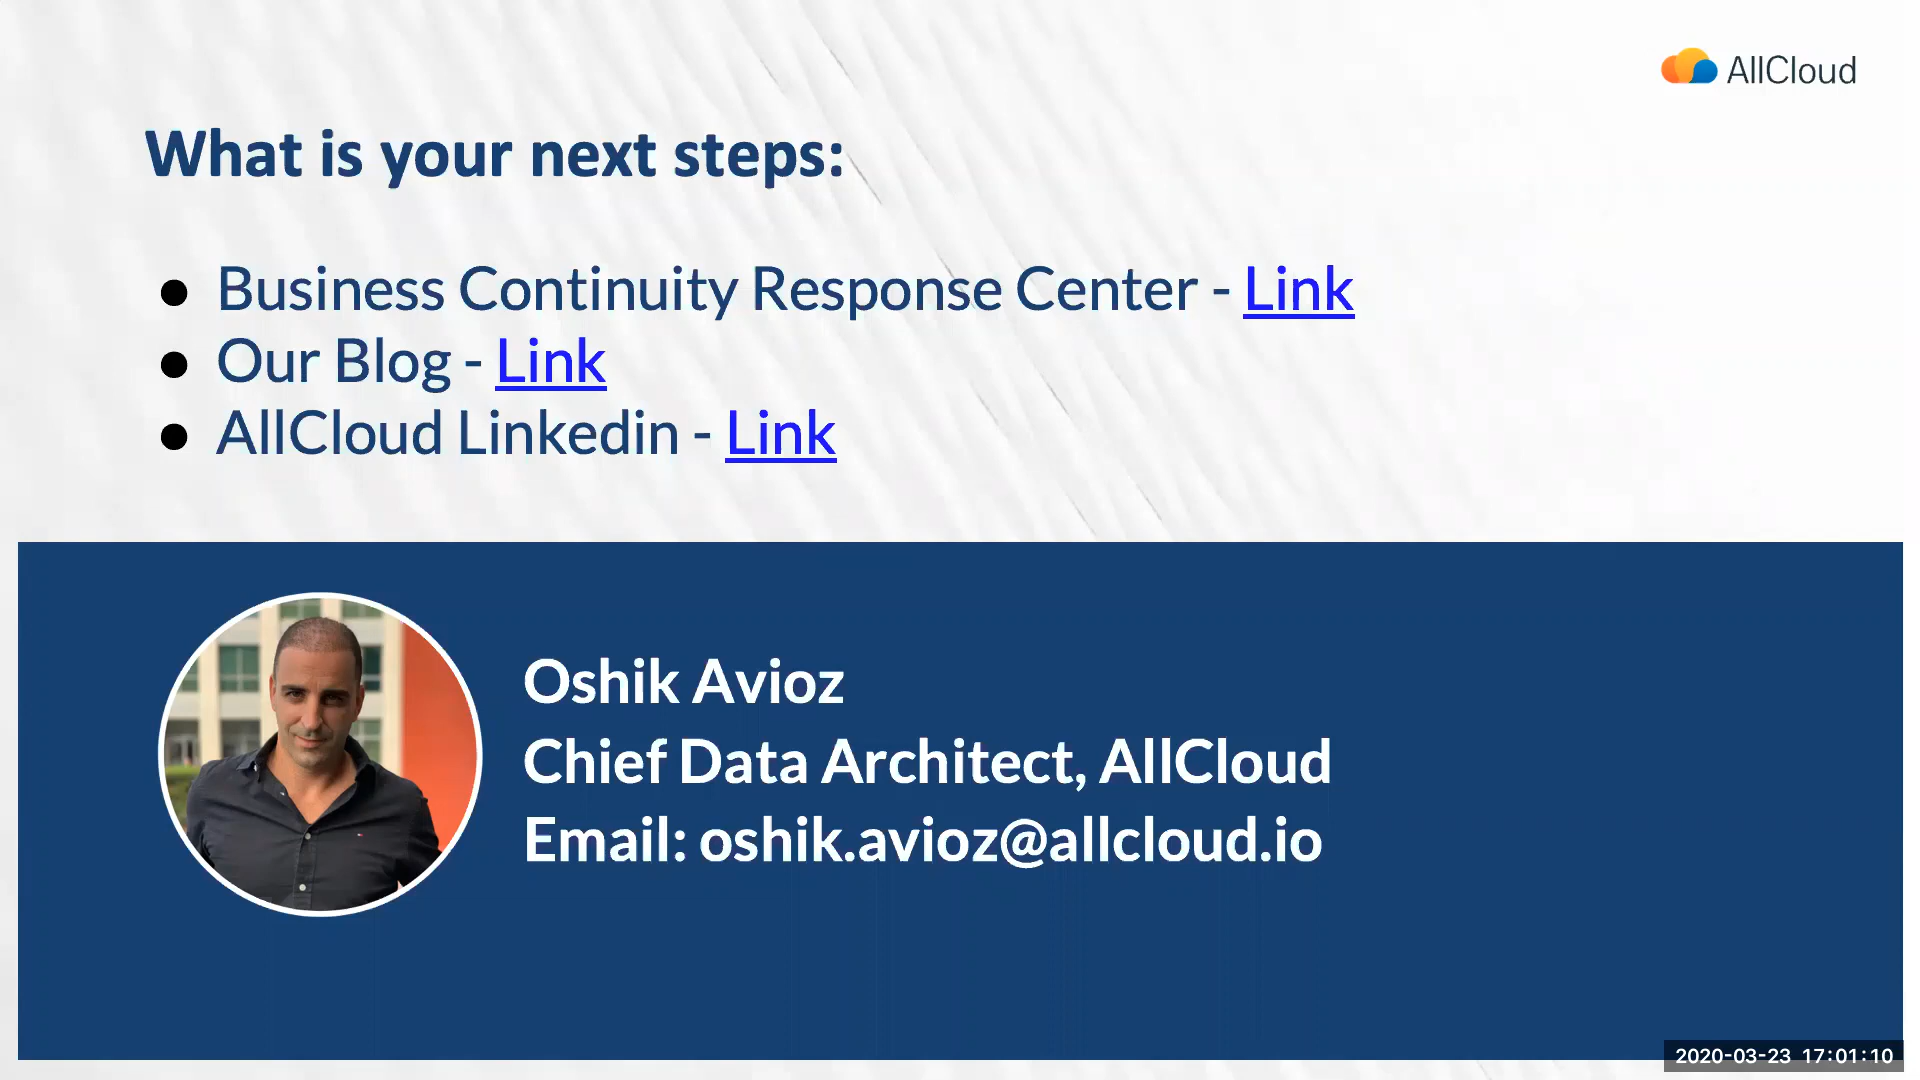 AllCloud
What is your next steps:
● Business Continuity Response Center - Link
● Our Blog - Link
● AllCloud Linkedin - Link
Oshik Avioz
Chief Data Architect, AllCloud
Email: oshik.avioz@allcloud.io
2020-03-23 17:01:10